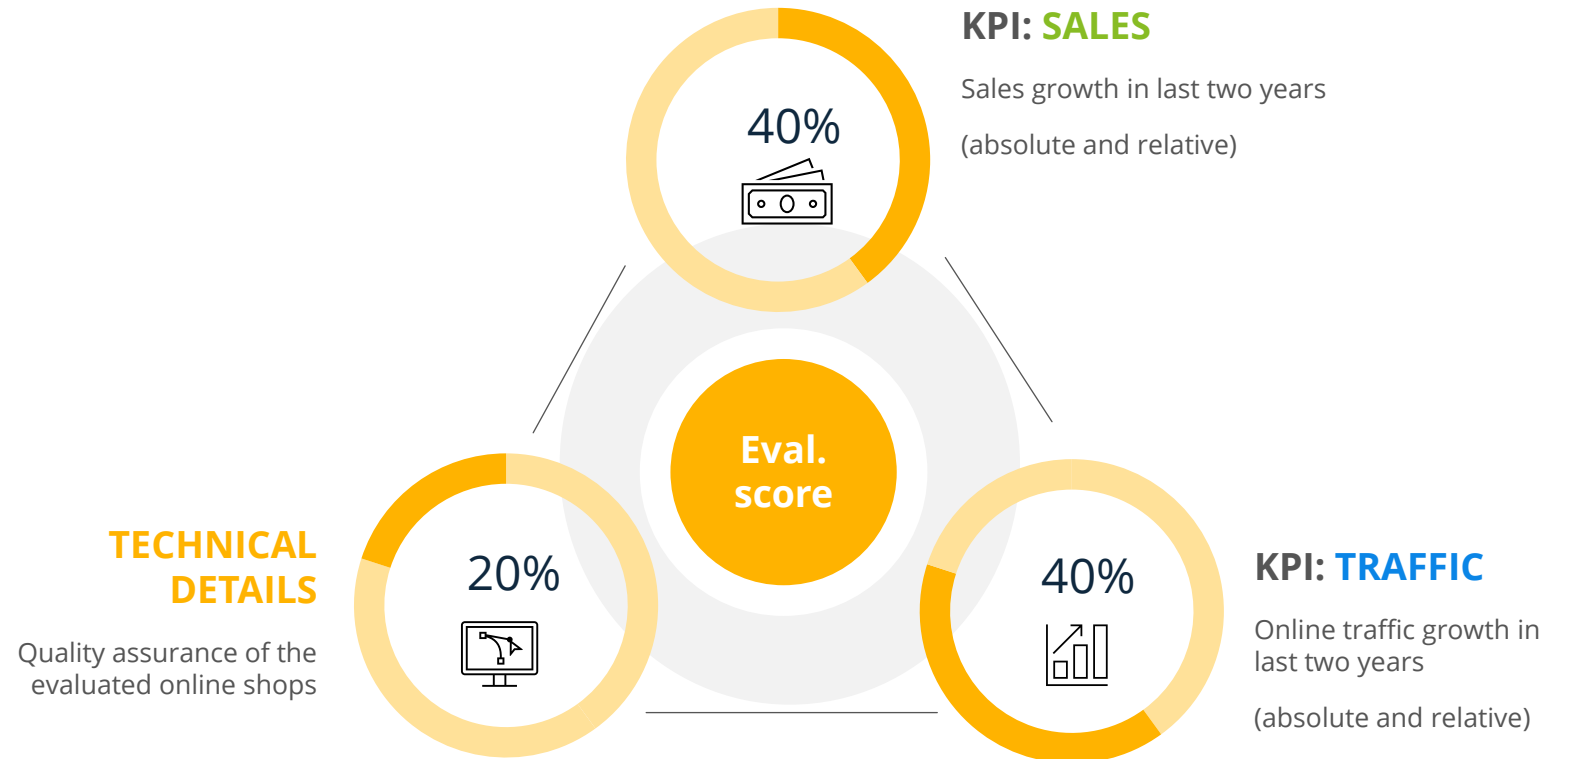 KPI: SALES
Sales growth in last two years
(absolute and relative)
40%
Eval.
score
TECHNICAL
DETAILS
Quality assurance of the
evaluated online shops
20%
40%
KPI: TRAFFIC
Online traffic growth in
last two years
(absolute and relative)